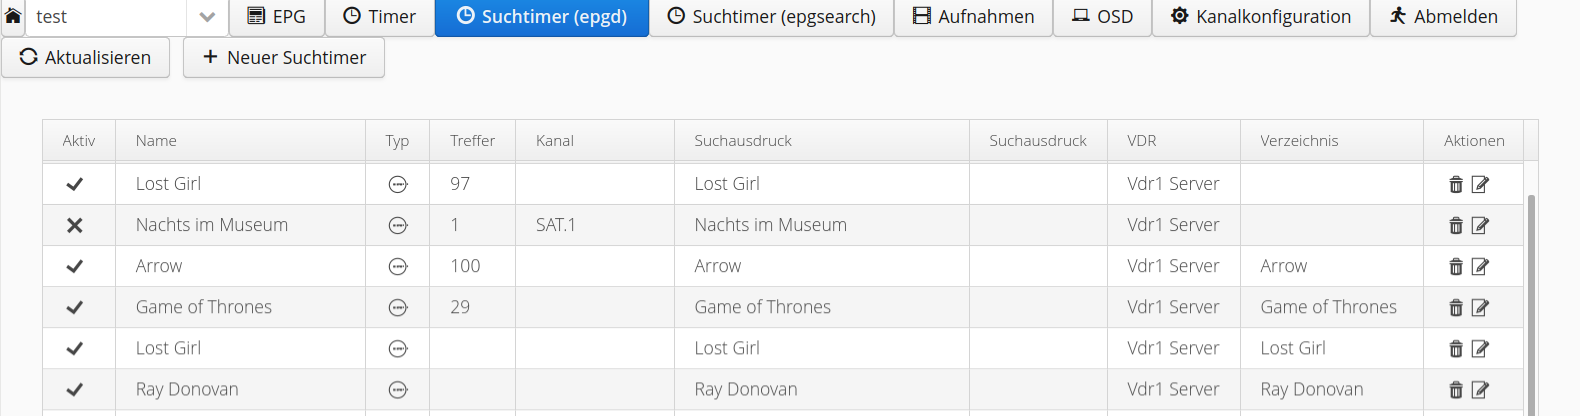 test EPG Timer Suchtimer (epgd) Suchtimer (epgsearch) Aufnahmen OSD Kanalkonfiguration Abmelden
Aktualisieren Neuer Suchtimer
Aktiv Name Typ Treffer Kanal Suchausdruck Suchausdruck VDR Verzeichnis Aktionen
Lost Girl 97 Lost Girl Vdr1 Server
Nachts im Museum 1 SAT.1 Nachts im Museum Vdr1 Server
Arrow 100 Arrow Vdr1 Server Arrow
Game of Thrones 29 Game of Thrones Vdr1 Server Game of Thrones
Lost Girl Lost Girl Vdr1 Server Lost Girl
Ray Donovan Ray Donovan Vdr1 Server Ray Donovan